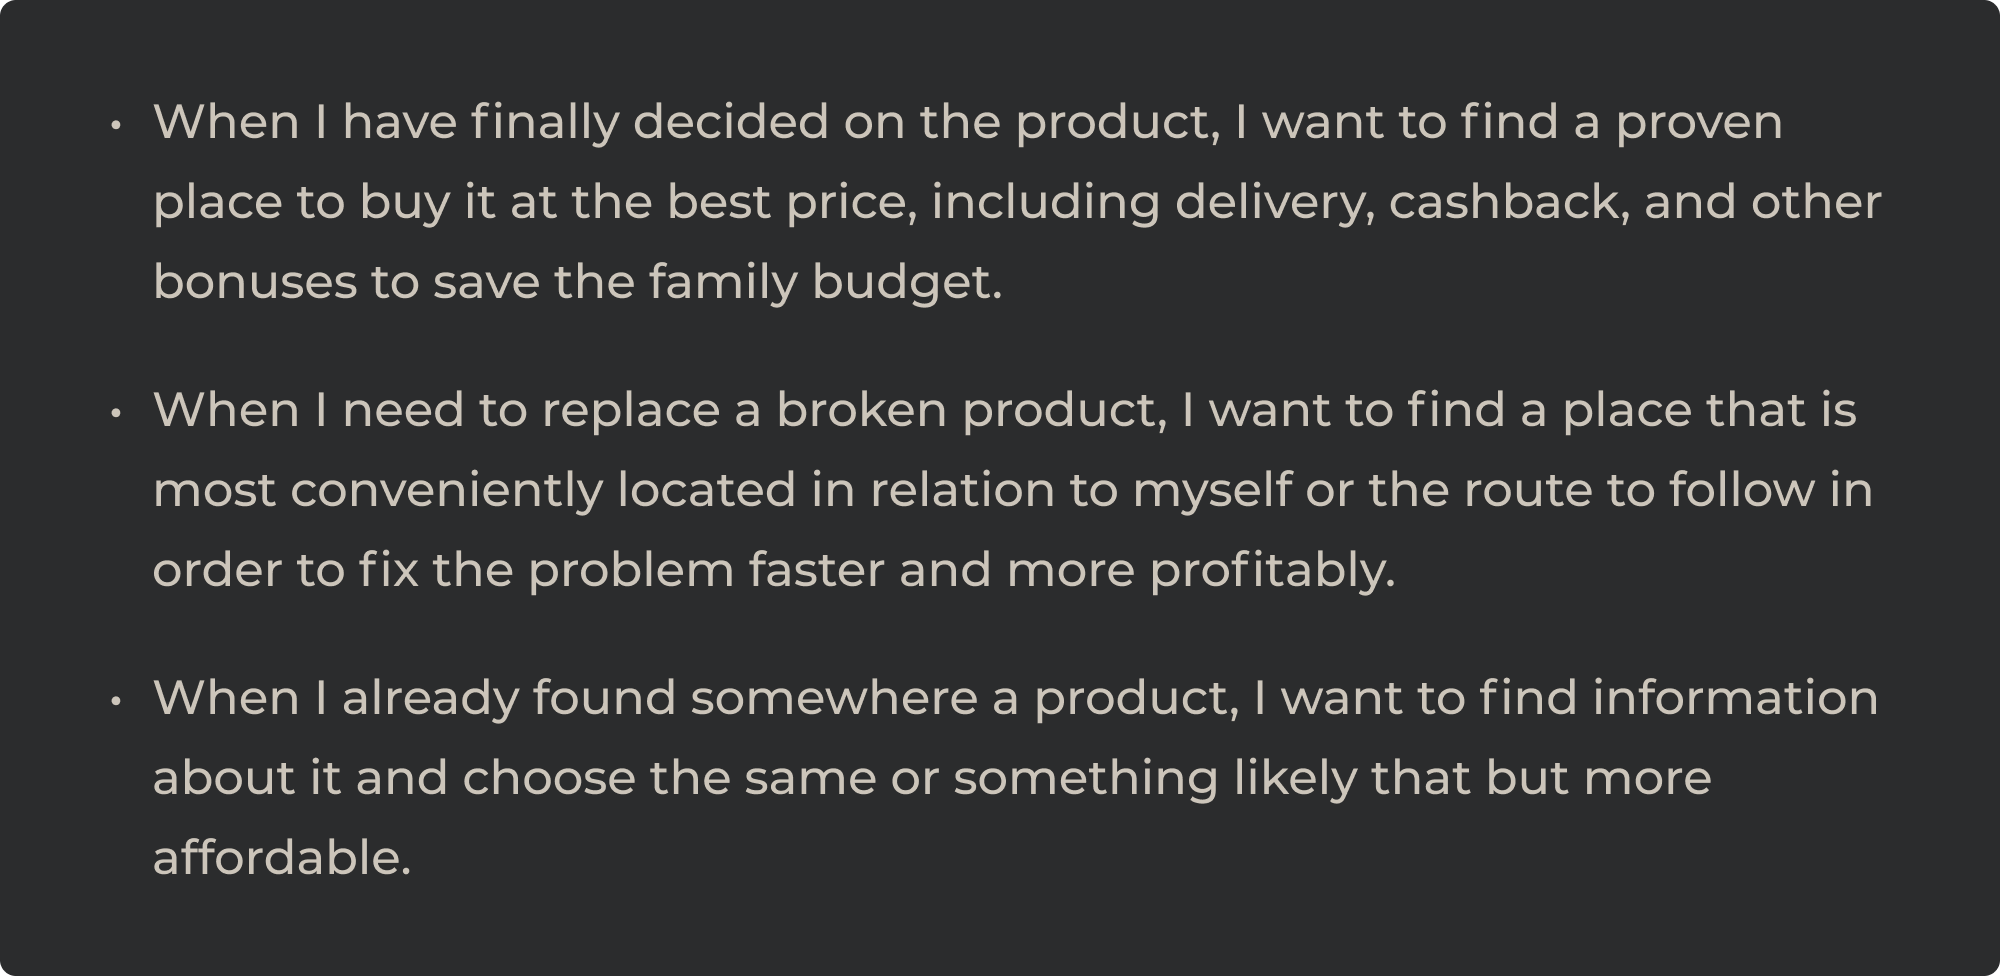 • When I have finally decided on the product, I want to find a proven
place to buy it at the best price, including delivery, cashback, and other
bonuses to save the family budget.
• When I need to replace a broken product, I want to find a place that is
most conveniently located in relation to myself or the route to follow in
order to fix the problem faster and more profitably.
• When I already found somewhere a product, I want to find information
about it and choose the same or something likely that but more
affordable.